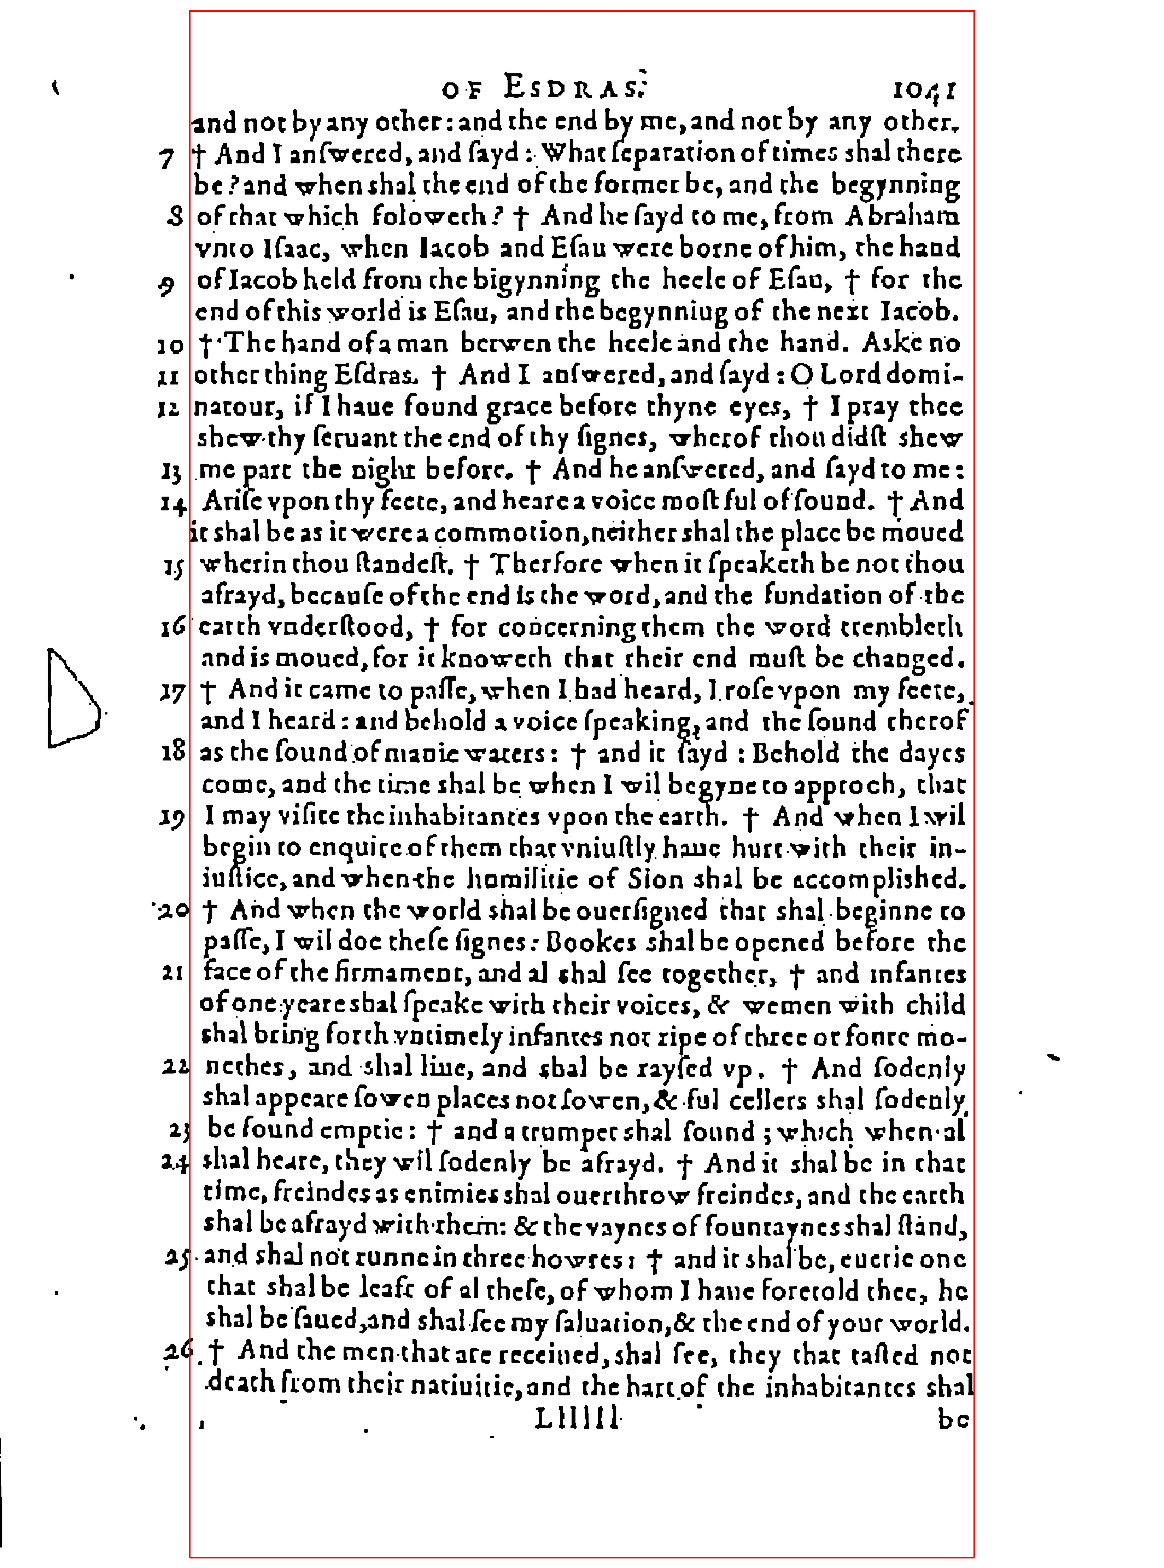 OF ESDRAS. 1041
and not by any other: and the end by me, and not by any other.
7 † And I anſwered, and ſayd: What ſeparation of times shal there
be? and when shal the end of the former be, and the begynning
8 of that which foloweth? † And he ſayd to me, from Abraham
vnto Iſaac, when Iacob and Eſau were borne of him, the hand
9 of Iacob held from the bigynning the heele of Eſau, † for the
end of this world is Eſau, and the begynniug of the next Iacob.
10 † The hand of a man betwen the heele and the hand. Aske no
11 other thing Eſdras. † And I anſwered, and ſayd: O Lord domi-
12 natour, if I haue found grace before thyne eyes, † I pray thee
shew thy ſeruant the end of thy ſignes, wherof thou didſt shew
13 me part the night before. † And he anſwered, and ſayd to me:
14 Ariſe vpon thy feete, and heare a voice moſt ful of ſound. † And
it shal be as it were a commotion, neither shal the place be moued
15 wherin thou ſtandeſt. † Therfore when it ſpeaketh be not thou
afrayd, becauſe of the end is the word, and the fundation of the
16 earth vnderſtood, † for concerning them the word trembleth
and is moued, for it knoweth that their end muſt be changed.
17 † And it came to paſſe, when I had heard, I roſe vpon my feete,
and I heard: and behold a voice ſpeaking, and the ſound therof
18 as the ſound of manie waters: † and it ſayd: Behold the dayes
come, and the time shal be when I wil begyne to approch, that
19 I may viſite the inhabitantes vpon the earth. † And when I wil
begin to enquire of them that vniuſtly haue hurt with their in-
iuſtice, and when the humilitie of Sion shal be accomplished.
20 † And when the world shal be ouerſigned that shal beginne to
paſſe, I wil doe theſe ſignes: Bookes shal be opened before the
21 face of the firmament, and al shal ſee together, † and infantes
of one yeare shal ſpeake with their voices, & wemen with child
shal bring forth vntimely infantes not ripe of three or foure mo-
22 nethes, and shal liue, and shal be rayſed vp. † And ſodenly
shal appeare ſowen places not ſowen, & ful cellers shal ſodenly
23 be found emptie: † and a trumpet shal ſound; which when al
24 shal heare, they wil ſodenly be afrayd. † And it shal be in that
time, freindes as enimies shal ouerthrow freindes, and the earth
shal be afrayd with them: & the vaynes of fountaynes shal ſtand,
25 and shal not runne in three howres: † and it shal be, euerie one
that shal be leaft of al theſe, of whom I haue foretold thee, he
shal be ſaued, and shal ſee my ſaluation, & the end of your world.
26 † And the men that are receiued, shal ſee, they that taſted not
death from their natiuitie, and the hart of the inhabitantes shal
Llllll be